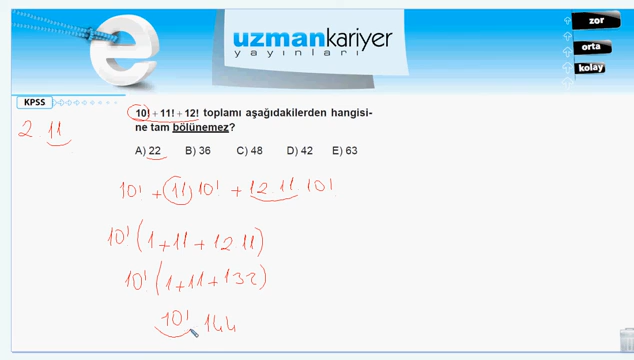 uzmankariyer
yayınları
zor
orta
kolay
KPSS
10! + 11! + 12! toplamı aşağıdakilerden hangisi-
ne tam bölünemez?
A) 22 B) 36 C) 48 D) 42 E) 63
2 · 11
10! + 11 · 10! + 12 · 11 · 10!
10! (1 + 11 + 12 · 11)
10! (1 + 11 + 132)
10! · 144